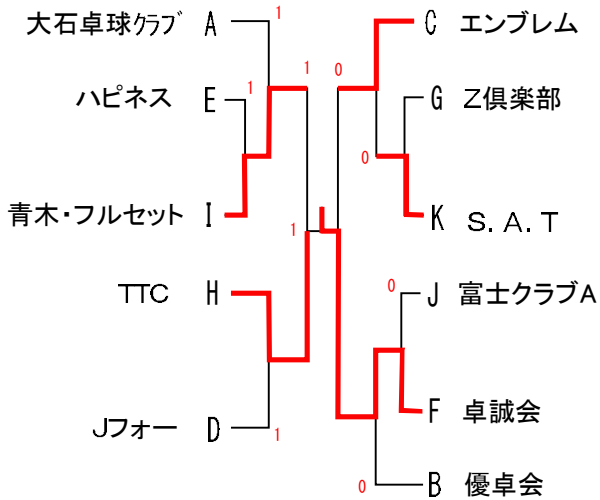 大石卓球クラブ A 1
ハピネス E 1
青木・フルセット I
1
TTC H
1
Jフォー D 1
C エンブレム
0
G Z倶楽部
0
K S.A.T
0 J 富士クラブA
F 卓誠会
0 B 優卓会